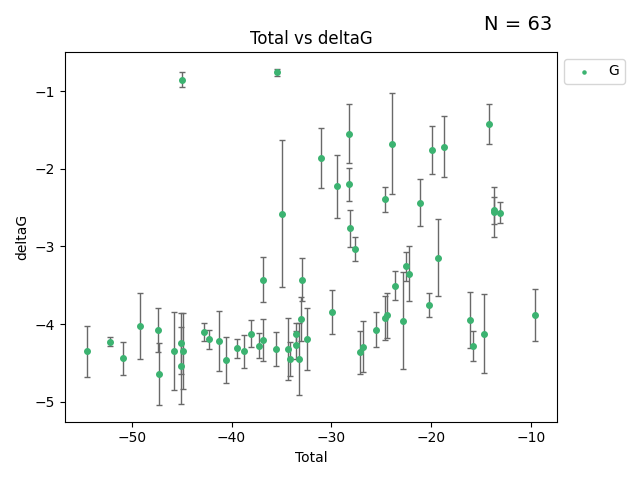 N = 63
Total vs deltaG
G
−1
−2
−3
−4
−5
deltaG
−50 −40 −30 −20 −10
Total